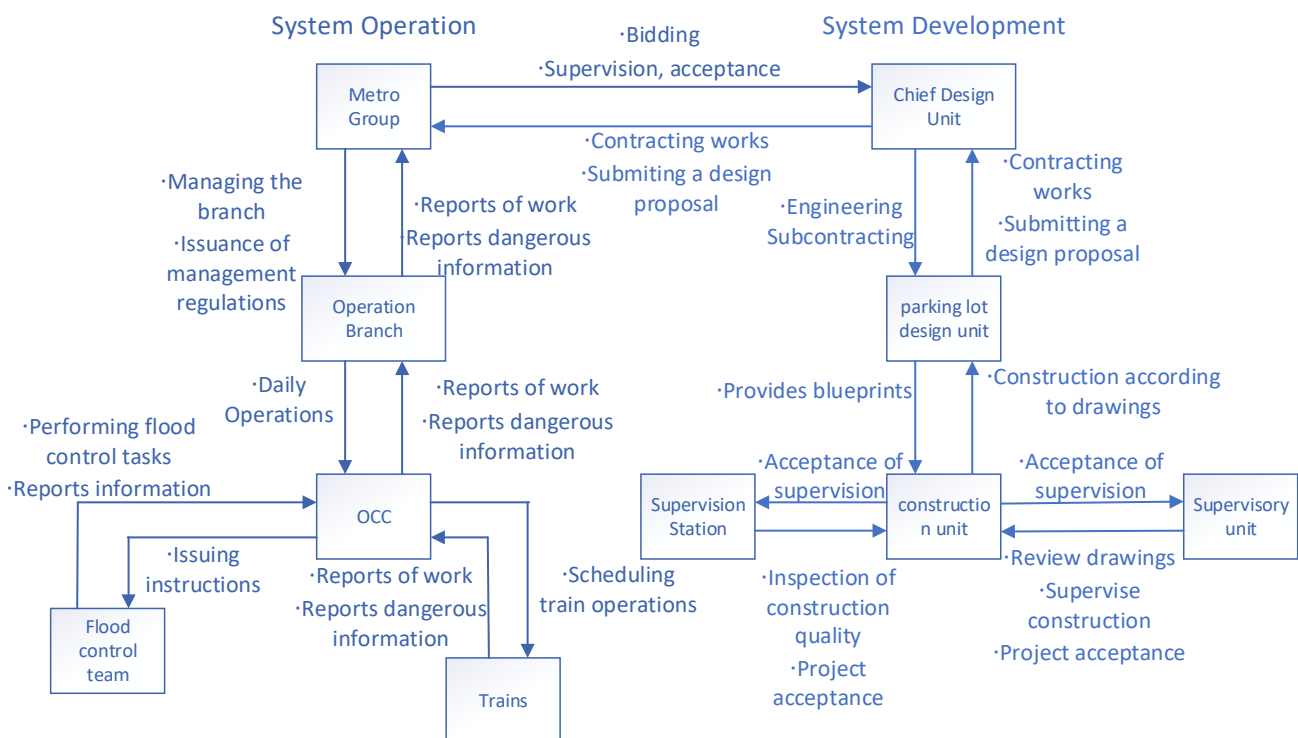 System Operation
System Development
·Bidding
·Supervision, acceptance
Metro
Group
Chief Design
Unit
·Contracting works
·Submiting a design
proposal
·Managing the
branch
·Issuance of
management
regulations
·Reports of work
·Reports dangerous
information
·Engineering
Subcontracting
·Contracting
works
·Submitting a
design proposal
Operation
Branch
parking lot
design unit
·Daily
Operations
·Reports of work
·Reports dangerous
information
·Provides blueprints
·Construction according
to drawings
·Performing flood
control tasks
·Reports information
OCC
·Acceptance of
supervision
·Acceptance of
supervision
Supervision
Station
constructio
n unit
Supervisory
unit
·Issuing
instructions
·Reports of work
·Reports dangerous
information
·Scheduling
train operations
·Inspection of
construction
quality
·Project
acceptance
·Review drawings
·Supervise
construction
·Project acceptance
Flood
control
team
Trains